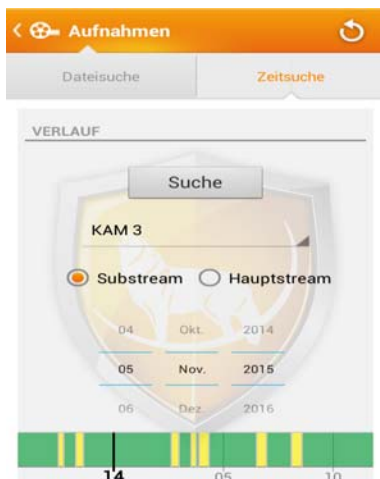 Aufnahmen
Dateisuche Zeitsuche
VERLAUF
Suche
KAM 3
Substream Hauptstream
04 Okt. 2014
05 Nov. 2015
06 Dez. 2016
14 05 10